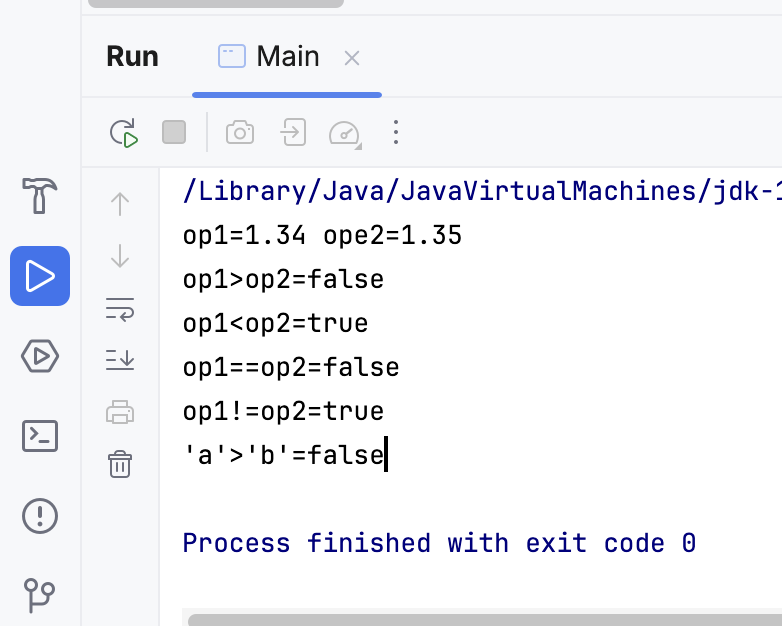 Run Main
/Library/Java/JavaVirtualMachines/jdk-1
op1=1.34 ope2=1.35
op1>op2=false
op1<op2=true
op1==op2=false
op1!=op2=true
'a'>'b'=false
Process finished with exit code 0